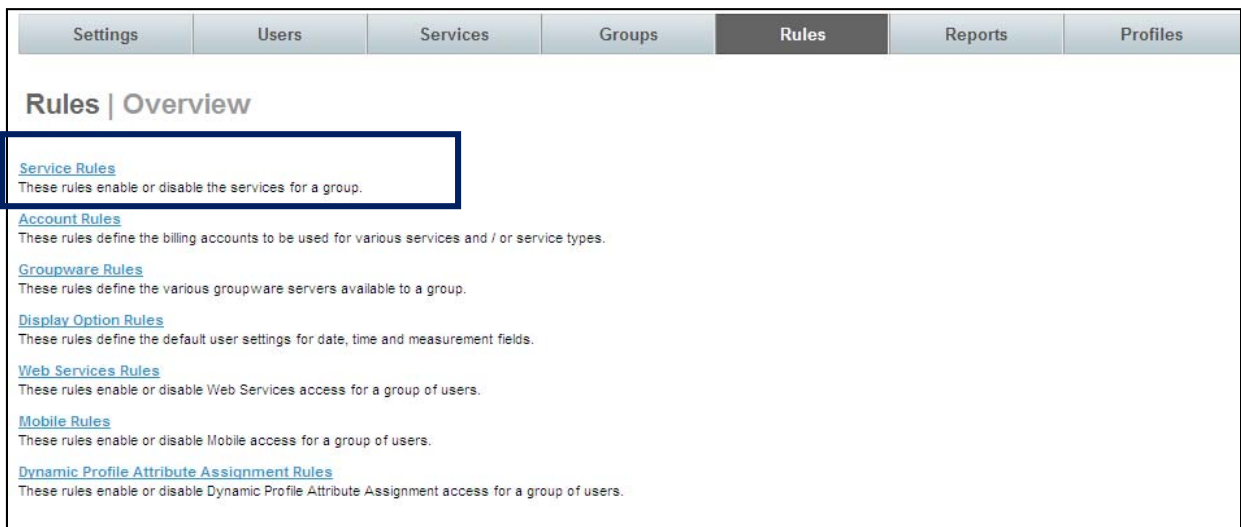 Settings Users Services Groups Rules Reports Profiles
Rules | Overview
Service Rules
These rules enable or disable the services for a group.
Account Rules
These rules define the billing accounts to be used for various services and / or service types.
Groupware Rules
These rules define the various groupware servers available to a group.
Display Option Rules
These rules define the default user settings for date, time and measurement fields.
Web Services Rules
These rules enable or disable Web Services access for a group of users.
Mobile Rules
These rules enable or disable Mobile access for a group of users.
Dynamic Profile Attribute Assignment Rules
These rules enable or disable Dynamic Profile Attribute Assignment access for a group of users.